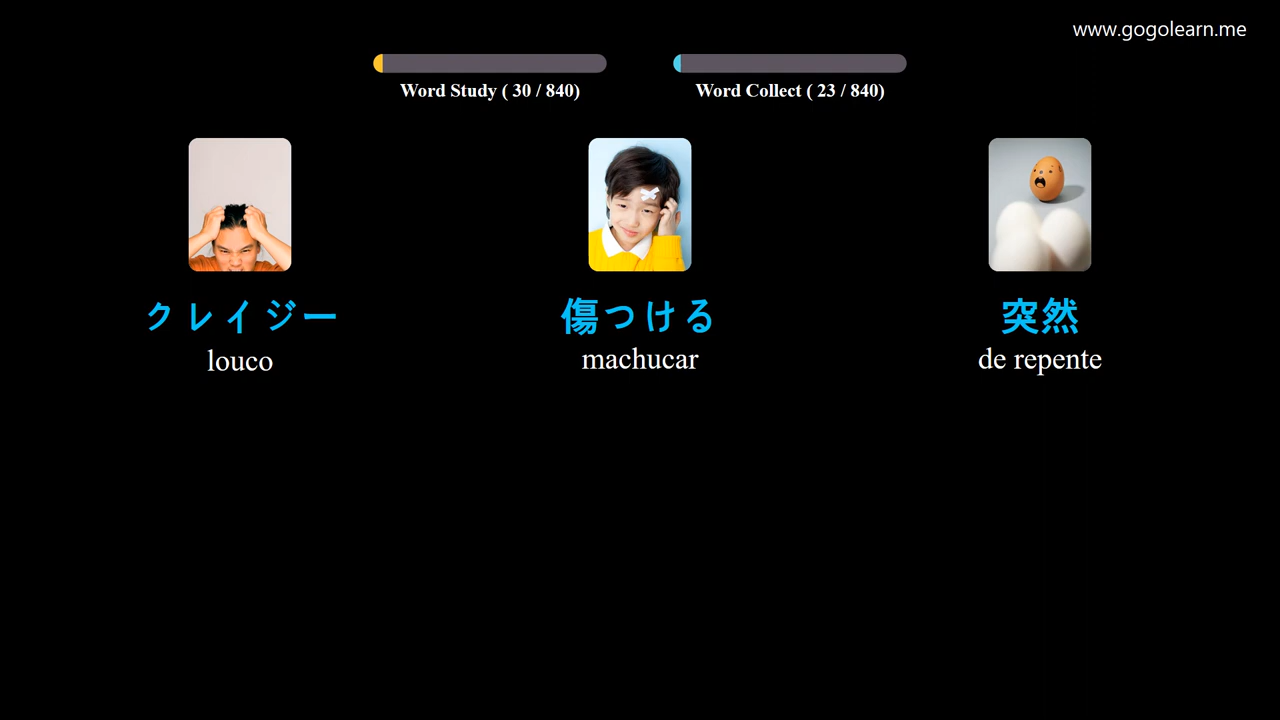 www.gogolearn.me
Word Study ( 30 / 840)
Word Collect ( 23 / 840)
クレイジー
louco
傷つける
machucar
突然
de repente